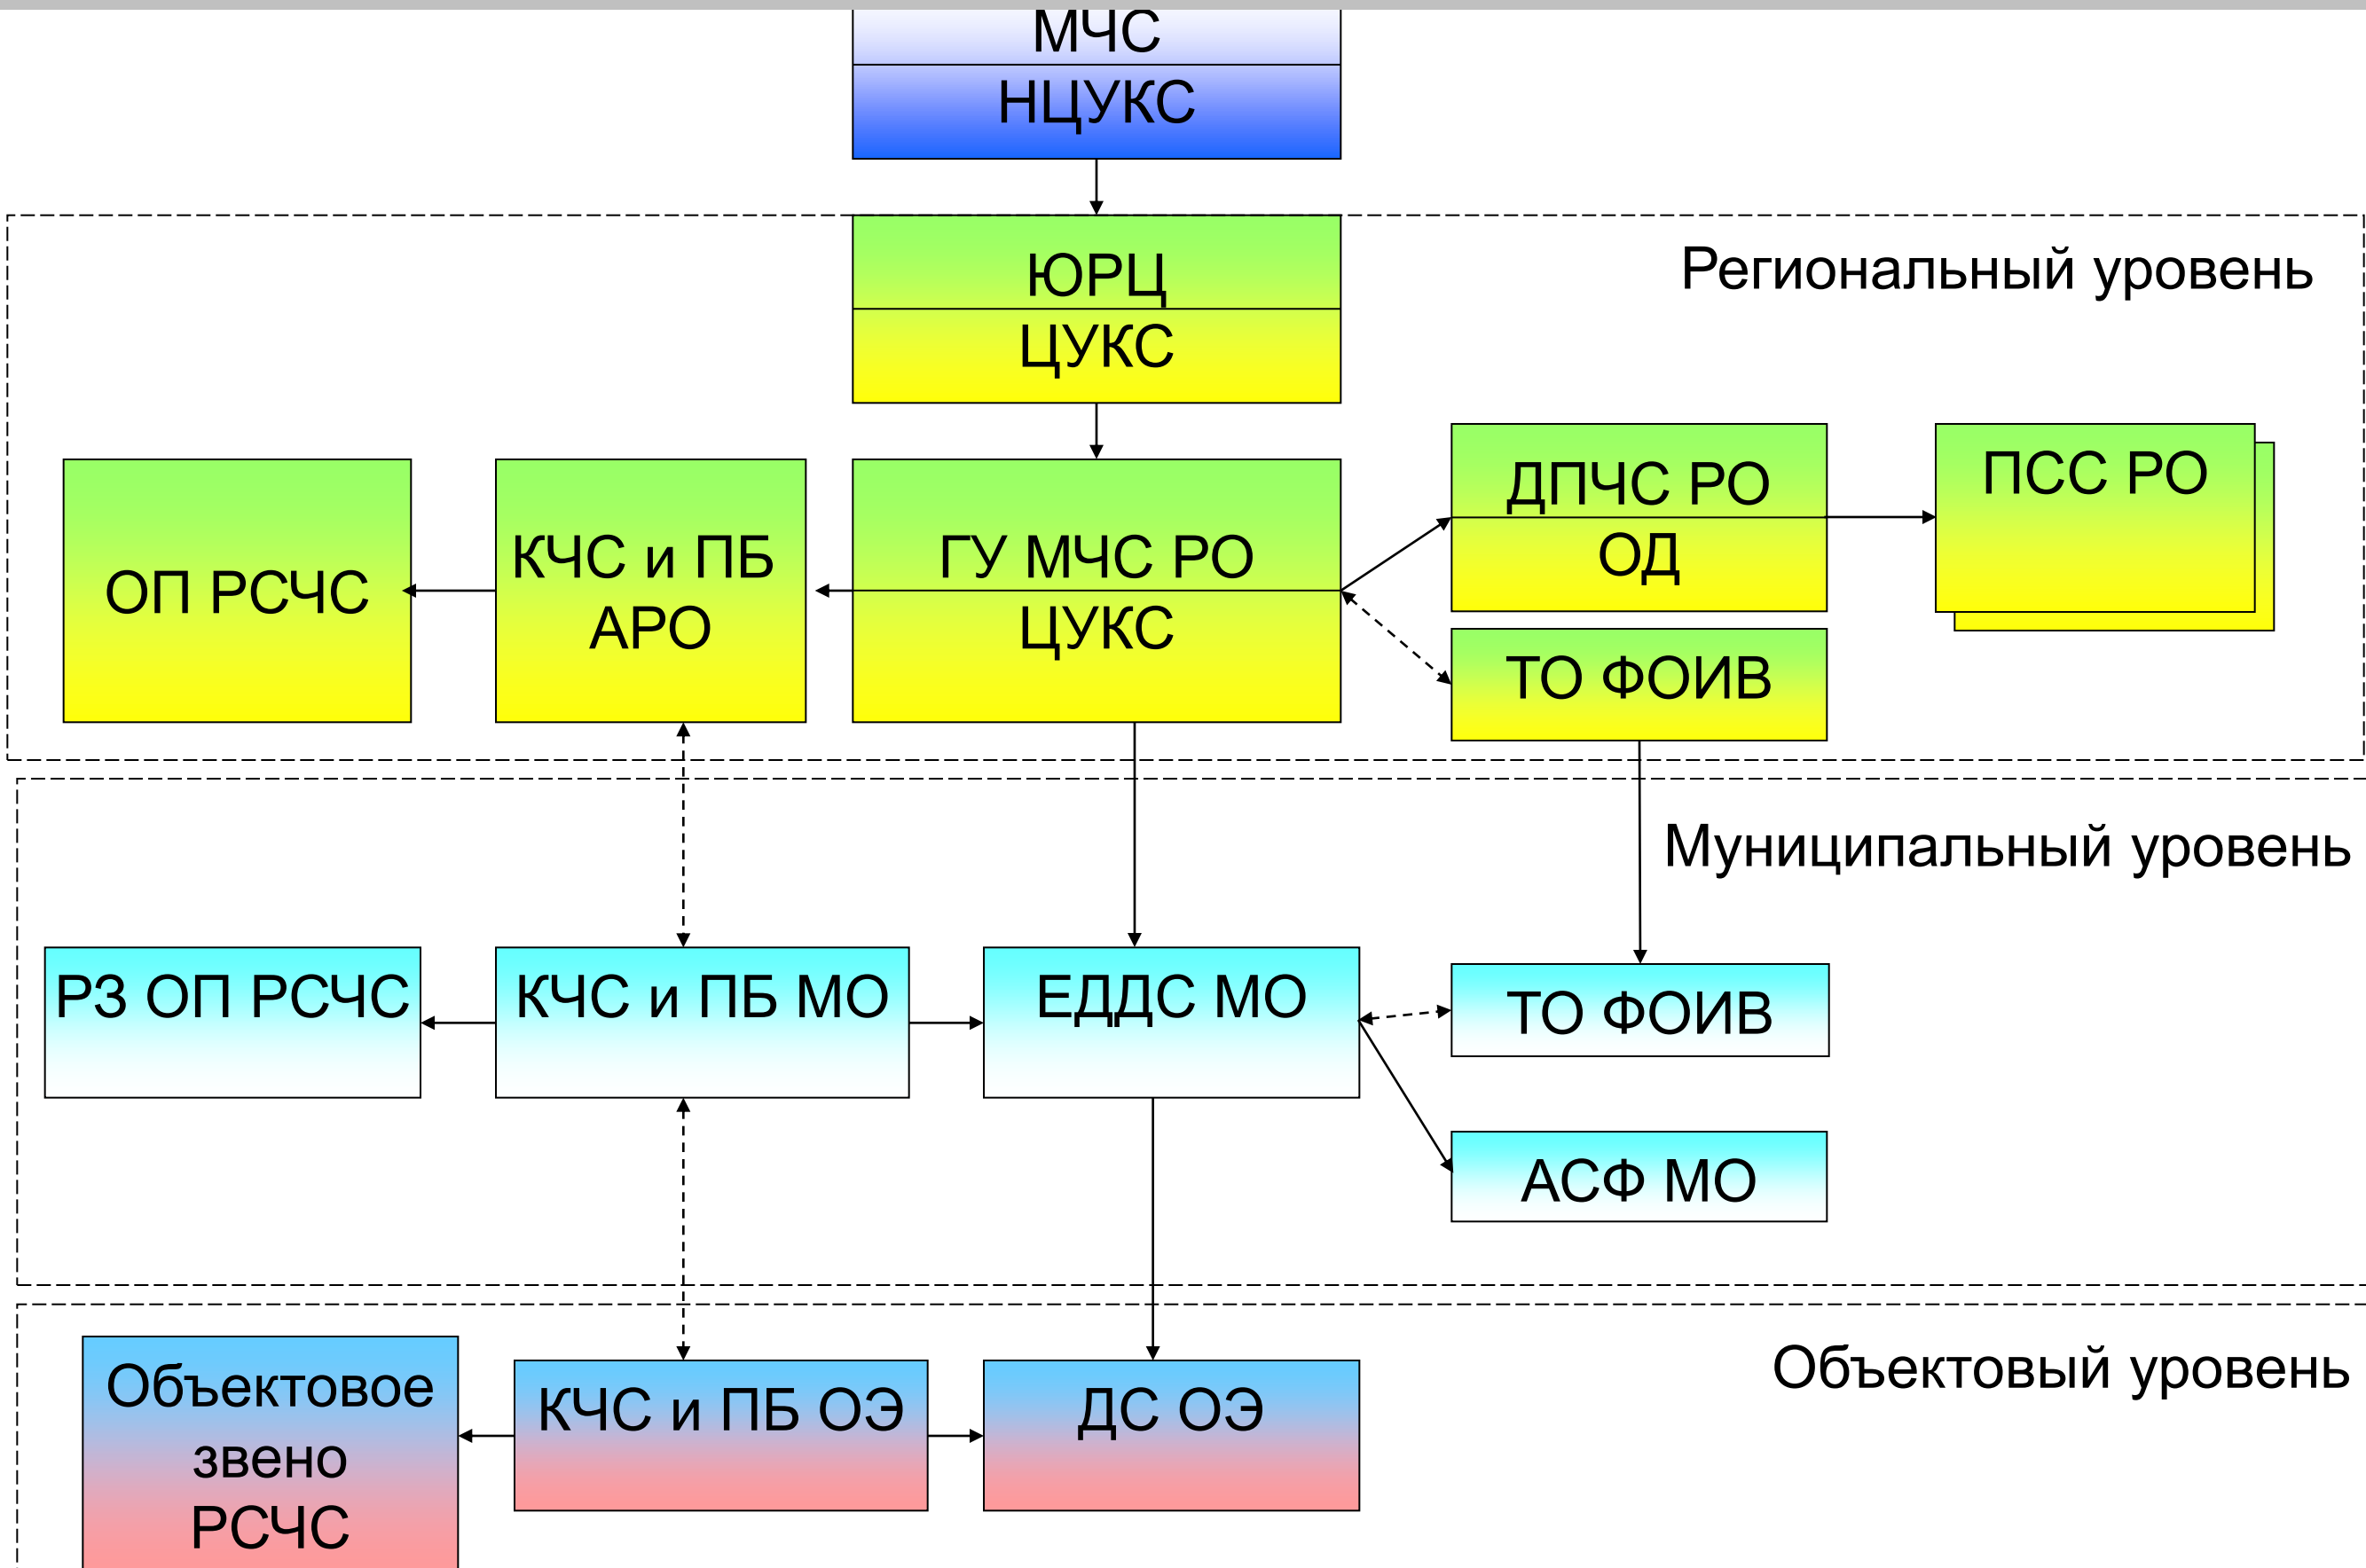 МЧС
НЦУКС
ЮРЦ
ЦУКС
Региональный уровень
ОП РСЧС
КЧС и ПБ
АРО
ГУ МЧС РО
ЦУКС
ДПЧС РО
ОД
ПСС РО
ТО ФОИВ
Муниципальный уровень
РЗ ОП РСЧС
КЧС и ПБ МО
ЕДДС МО
ТО ФОИВ
АСФ МО
Объектовый уровень
Объектовое
звено
РСЧС
КЧС и ПБ ОЭ
ДС ОЭ